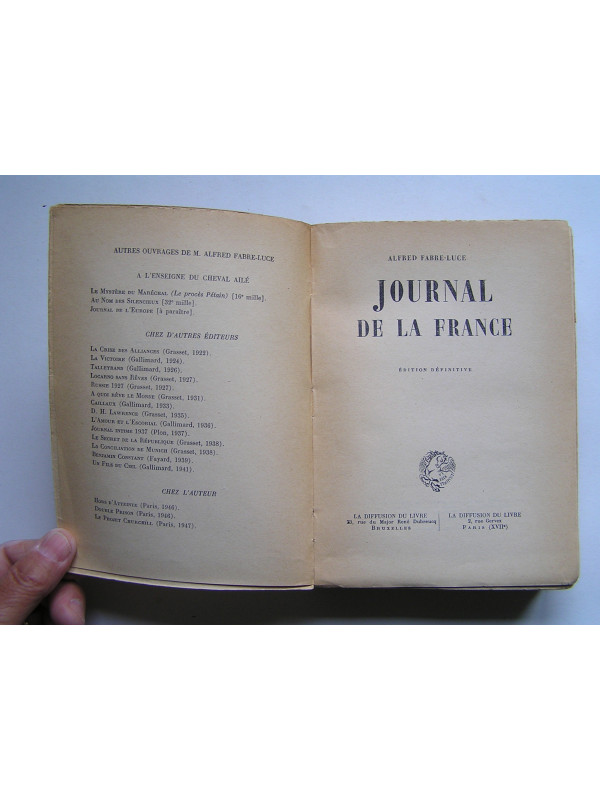 AUTRES OUVRAGES DE M. ALFRED FABRE-LUCE
A L'ENSEIGNE DU CHEVAL AILÉ
LE MYSTÈRE DU MARÉCHAL (Le procès Pétain) [16e mille].
AU NOM DES SILENCIEUX [32e mille].
JOURNAL DE L'EUROPE [à paraître].
CHEZ D'AUTRES ÉDITEURS
LA CRISE DES ALLIANCES (Grasset, 1922).
LA VICTOIRE (Gallimard, 1924).
TALLEYRAND (Gallimard, 1926).
LOCARNO SANS RÊVES (Grasset, 1927).
RUSSIE 1927 (Grasset, 1927).
A QUOI RÊVE LE MONDE (Grasset, 1931).
CAILLAUX (Gallimard, 1933).
D. H. LAWRENCE (Grasset, 1935).
L'AMOUR ET L'ESCORIAL (Gallimard, 1936).
JOURNAL INTIME 1937 (Plon, 1937).
LE SECRET DE LA RÉPUBLIQUE (Grasset, 1938).
LA CONCILIATION DE MUNICH (Grasset, 1938).
BENJAMIN CONSTANT (Fayard, 1939).
UN FILS DU CIEL (Gallimard, 1941).
CHEZ L'AUTEUR
HORS D'ATTEINTE (Paris, 1946).
DOUBLE PRISON (Paris, 1946).
LE PROJET CHURCHILL (Paris, 1947).
ALFRED FABRE-LUCE
JOURNAL
DE LA FRANCE
ÉDITION DÉFINITIVE
LA DIFFUSION DU LIVRE
30, rue du Major René Dubreucq
BRUXELLES
LA DIFFUSION DU LIVRE
2, rue Gervex
PARIS (XVIIe)